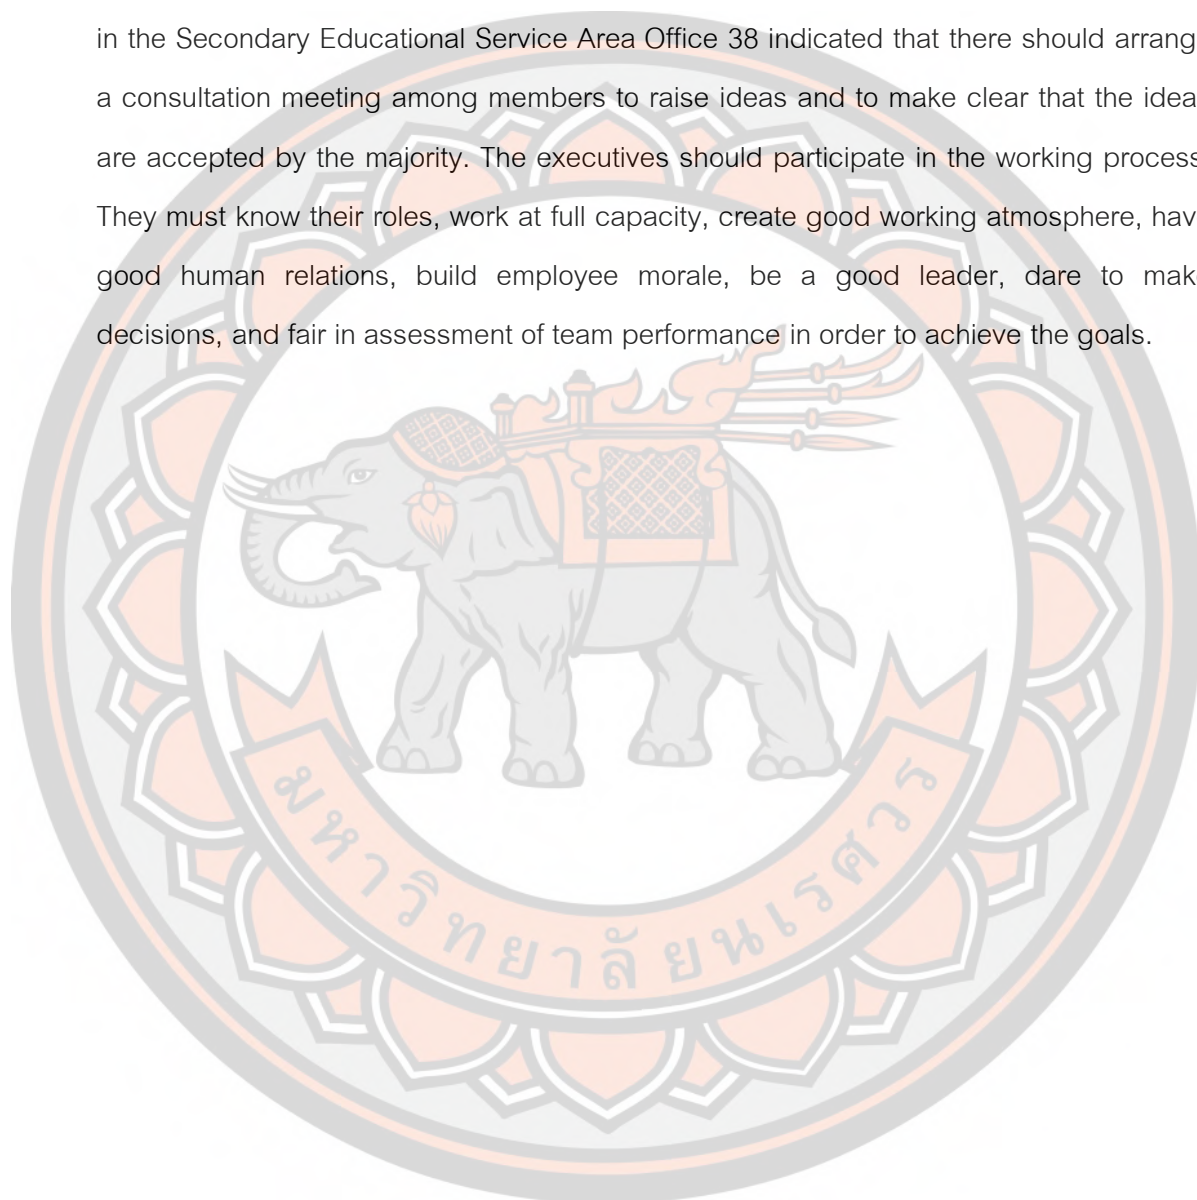 in the Secondary Educational Service Area Office 38 indicated that there should arrang
a consultation meeting among members to raise ideas and to make clear that the idea
are accepted by the majority. The executives should participate in the working process
They must know their roles, work at full capacity, create good working atmosphere, hav
good human relations, build employee morale, be a good leader, dare to mak
decisions, and fair in assessment of team performance in order to achieve the goals.
มหาวิทยาลัยนเรศวร